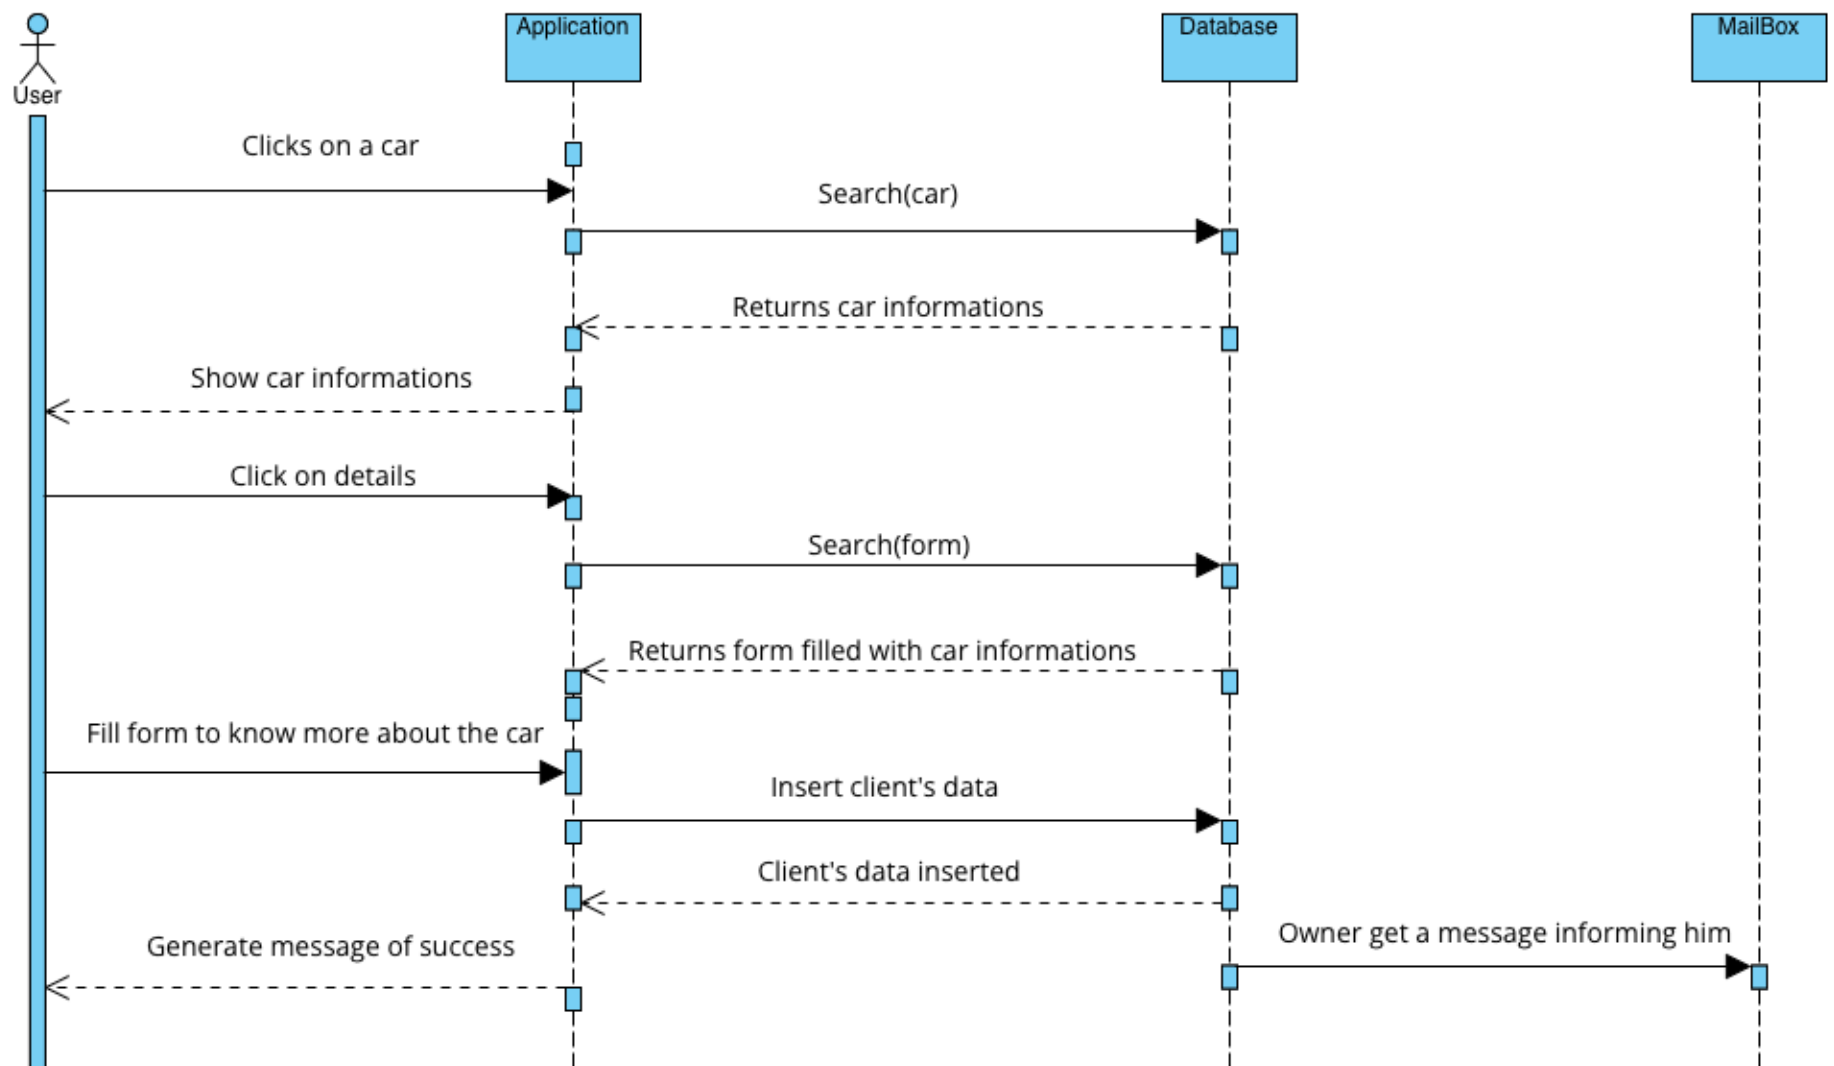 Application
Database
MailBox
User
Clicks on a car
Search(car)
Returns car informations
Show car informations
Click on details
Search(form)
Returns form filled with car informations
Fill form to know more about the car
Insert client's data
Client's data inserted
Owner get a message informing him
Generate message of success